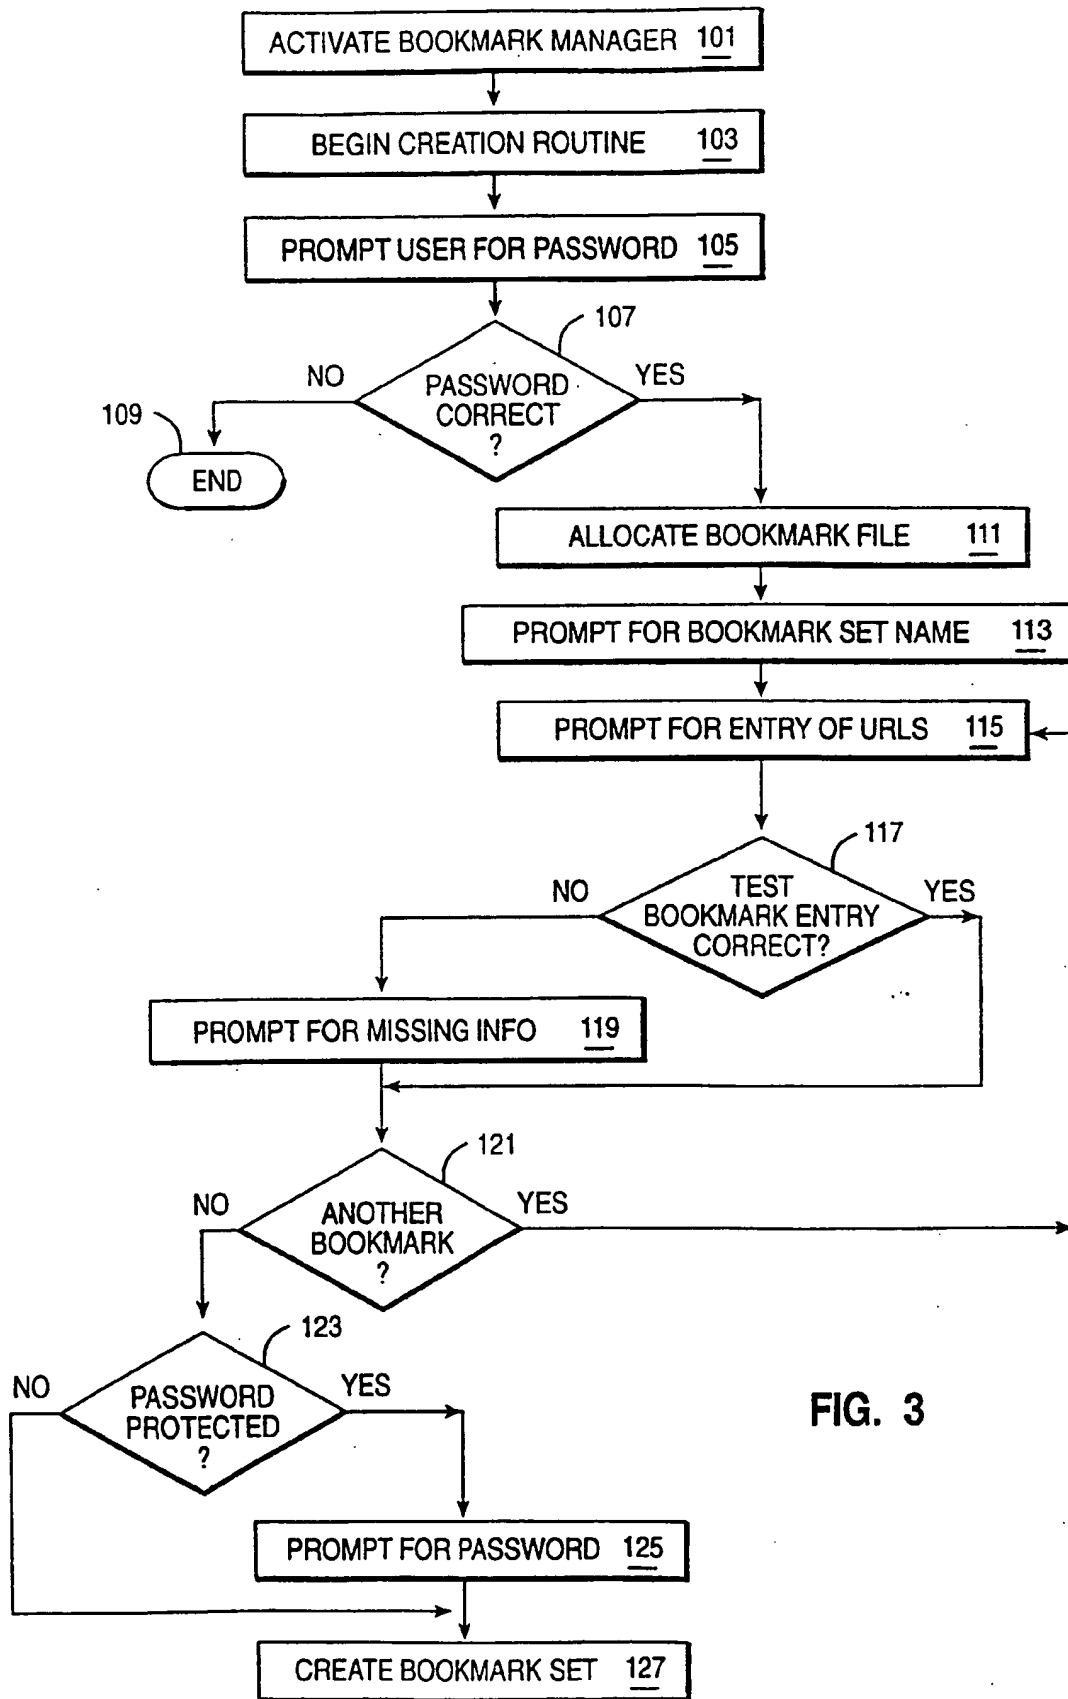 ACTIVATE BOOKMARK MANAGER 101
BEGIN CREATION ROUTINE 103
PROMPT USER FOR PASSWORD 105
107
NO
PASSWORD
CORRECT
?
YES
109
END
ALLOCATE BOOKMARK FILE 111
PROMPT FOR BOOKMARK SET NAME 113
PROMPT FOR ENTRY OF URLS 115
117
NO
TEST
BOOKMARK ENTRY
CORRECT?
YES
PROMPT FOR MISSING INFO 119
121
NO
ANOTHER
BOOKMARK
?
YES
123
NO
PASSWORD
PROTECTED
?
YES
FIG. 3
PROMPT FOR PASSWORD 125
CREATE BOOKMARK SET 127